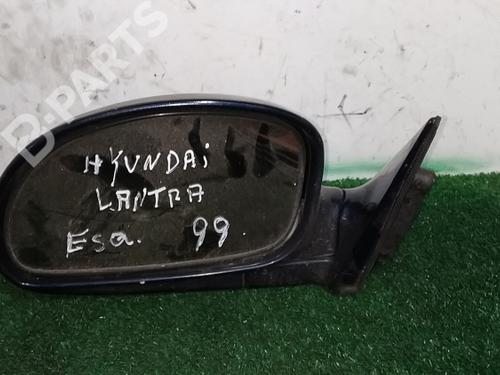 B-PARTS
HYUNDAi
LANTRA
ESQ. 99.